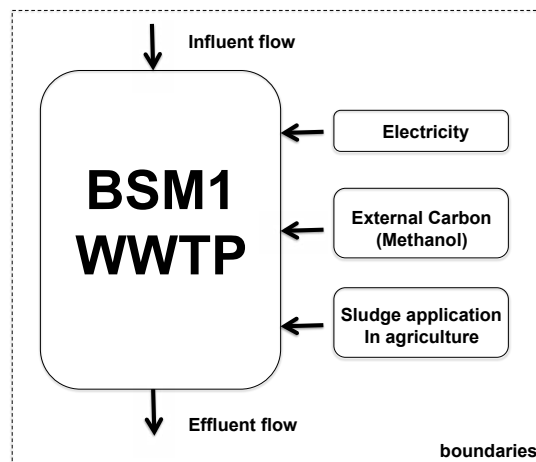 Influent flow
Electricity
BSM1
WWTP
External Carbon
(Methanol)
Sludge application
In agriculture
Effluent flow
boundaries